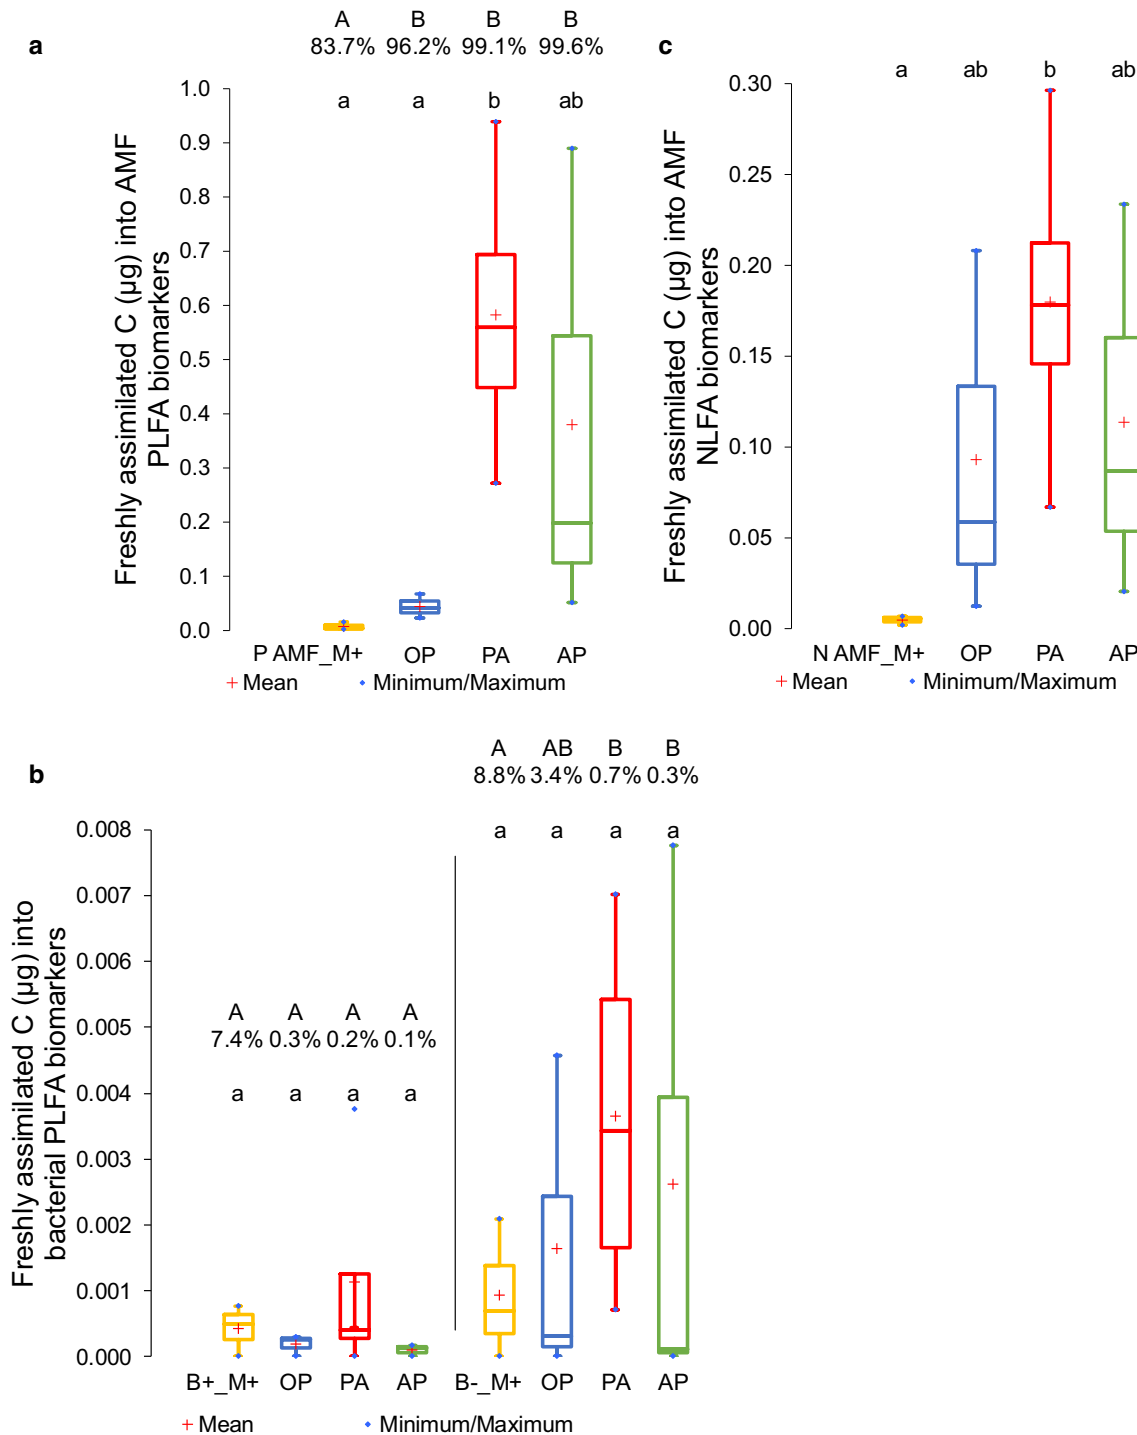 a
A B B B
83.7% 96.2% 99.1% 99.6%
a a b ab
Freshly assimilated C (µg) into AMF
PLFA biomarkers
1.0
0.9
0.8
0.7
0.6
0.5
0.4
0.3
0.2
0.1
0.0
P AMF_M+ OP PA AP
Mean Minimum/Maximum
c
a ab b ab
Freshly assimilated C (µg) into AMF
NLFA biomarkers
0.30
0.25
0.20
0.15
0.10
0.05
0.00
N AMF_M+ OP PA AP
Mean Minimum/Maximum
b
A AB B B
8.8% 3.4% 0.7% 0.3%
a a a a
A A A A
7.4% 0.3% 0.2% 0.1%
a a a a
Freshly assimilated C (µg) into
bacterial PLFA biomarkers
0.008
0.007
0.006
0.005
0.004
0.003
0.002
0.001
0.000
B+_M+ OP PA AP B-_M+ OP PA AP
Mean Minimum/Maximum